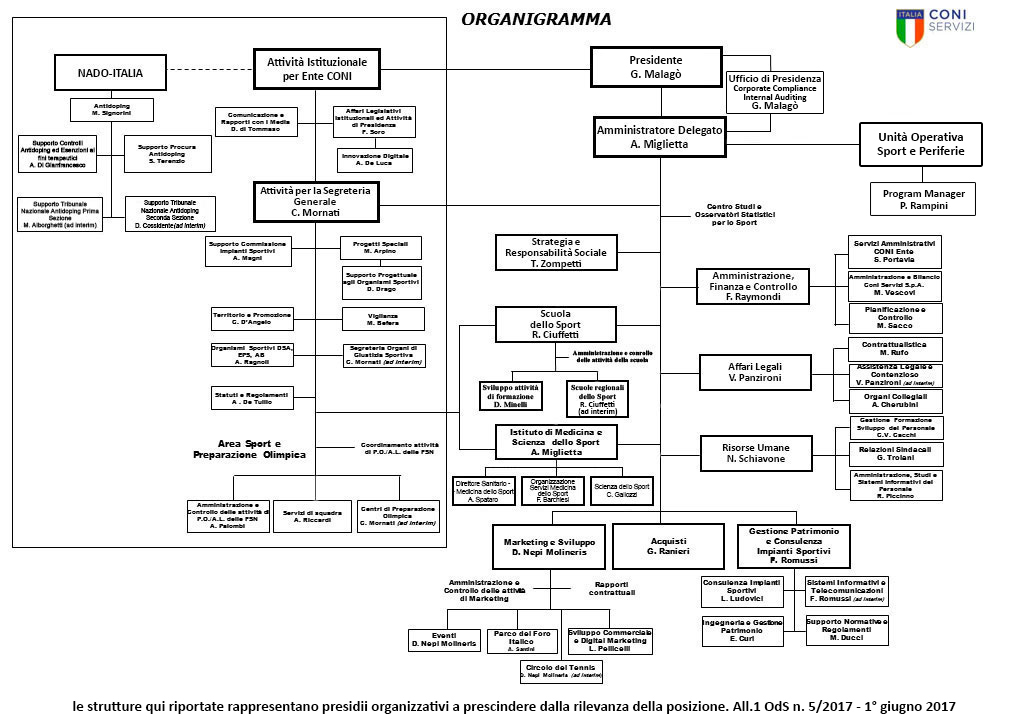 ORGANIGRAMMA
ITALIA
CONI
SERVIZI
NADO-ITALIA
Attività Istituzionale
per Ente CONI
Presidente
G. Malagò
Ufficio di Presidenza
Corporate Compliance
Internal Auditing
G. Malagò
Antidoping
M. Signorini
Comunicazione e
Rapporti con i Media
D. di Tommaso
Affari Legislativi
Istituzionali ed Attività
di Presidenza
F. Soro
Amministratore Delegato
A. Miglietta
Unità Operativa
Sport e Periferie
Supporto Controlli
Antidoping ed Esenzioni ai
fini terapeutici
A. Di Gianfrancesco
Supporto Procura
Antidoping
S. Terenzio
Innovazione Digitale
A. De Luca
Program Manager
P. Rampini
Attività per la Segreteria
Generale
C. Mornati
Supporto Tribunale
Nazionale Antidoping Prima
Sezione
M. Alborghetti (ad interim)
Supporto Tribunale
Nazionale Antidoping
Seconda Sezione
D. Cossidente(ad interim)
Centro Studi e
Osservatòri Statistici
per lo Sport
Supporto Commissione
Impianti Sportivi
A. Magni
Progetti Speciali
M. Arpino
Strategia e
Responsabilità Sociale
T. Zompetti
Servizi Amministrativi
CONI Ente
S. Portavia
Supporto Progettuale
agli Organismi Sportivi
D. Drago
Amministrazione,
Finanza e Controllo
F. Raymondi
Amministrazione e Bilancio
Coni Servizi S.p.A.
M. Vescovi
Territorio e Promozione
C. D'Angelo
Vigilanza
M. Befera
Scuola
dello Sport
R. Ciuffetti
Pianificazione e
Controllo
M. Sacco
Organismi Sportivi DSA,
EPS, AB
A. Ragnoli
Segreteria Organi di
Giustizia Sportiva
G. Mornati (ad interim)
Amministrazione e controllo
delle attività della scuola
Contrattualistica
M. Rufo
Affari Legali
V. Panzironi
Assistenza Legale e
Contenzioso
V. Panzironi (ad interim)
Statuti e Regolamenti
A . De Tullio
Sviluppo attività
di formazione
D. Minelli
Scuole regionali
dello Sport
R. Ciuffetti
(ad interim)
Organi Collegiali
A. Cherubini
Area Sport e
Preparazione Olimpica
Coordinamento attività
di P.O./A.L. delle FSN
Istituto di Medicina e
Scienza dello Sport
A. Miglietta
Risorse Umane
N. Schiavone
Gestione Formazione
Sviluppo del Personale
G.V. Cacchi
Relazioni Sindacali
G. Troiani
Direttore Sanitario -
- Medicina dello Sport
A. Spataro
Organizzazione
Servizi Medicina
dello Sport
F. Barchiesi
Scienza dello Sport
C. Gallozzi
Amministrazione, Studi e
Sistemi Informativi del
Personale
R. Piccinno
Amministrazione e
Controllo delle attività di
P.O./A.L. delle FSN
A. Palombi
Servizi di squadra
A. Riccardi
Centri di Preparazione
Olimpica
G. Mornati (ad interim)
Marketing e Sviluppo
D. Nepi Molineris
Acquisti
G. Ranieri
Gestione Patrimonio
e Consulenza
Impianti Sportivi
F. Romussi
Amministrazione e
Controllo delle attività
di Marketing
Rapporti
contrattuali
Consulenza Impianti
Sportivi
L. Ludovici
Sistemi Informativi e
Telecomunicazioni
F. Romussi (ad interim)
Eventi
D. Nepi Molineris
Parco del Foro
Italico
A. Santini
Sviluppo Commerciale
e Digital Marketing
L. Pellicelli
Ingegneria e Gestione
Patrimonio
E. Curl
Supporto Normative e
Regolamenti
M. Ducci
Circolo del Tennis
D. Nepi Molineris (ad interim)
le strutture qui riportate rappresentano presidii organizzativi a prescindere dalla rilevanza della posizione. All.1 OdS n. 5/2017 - 1° giugno 2017